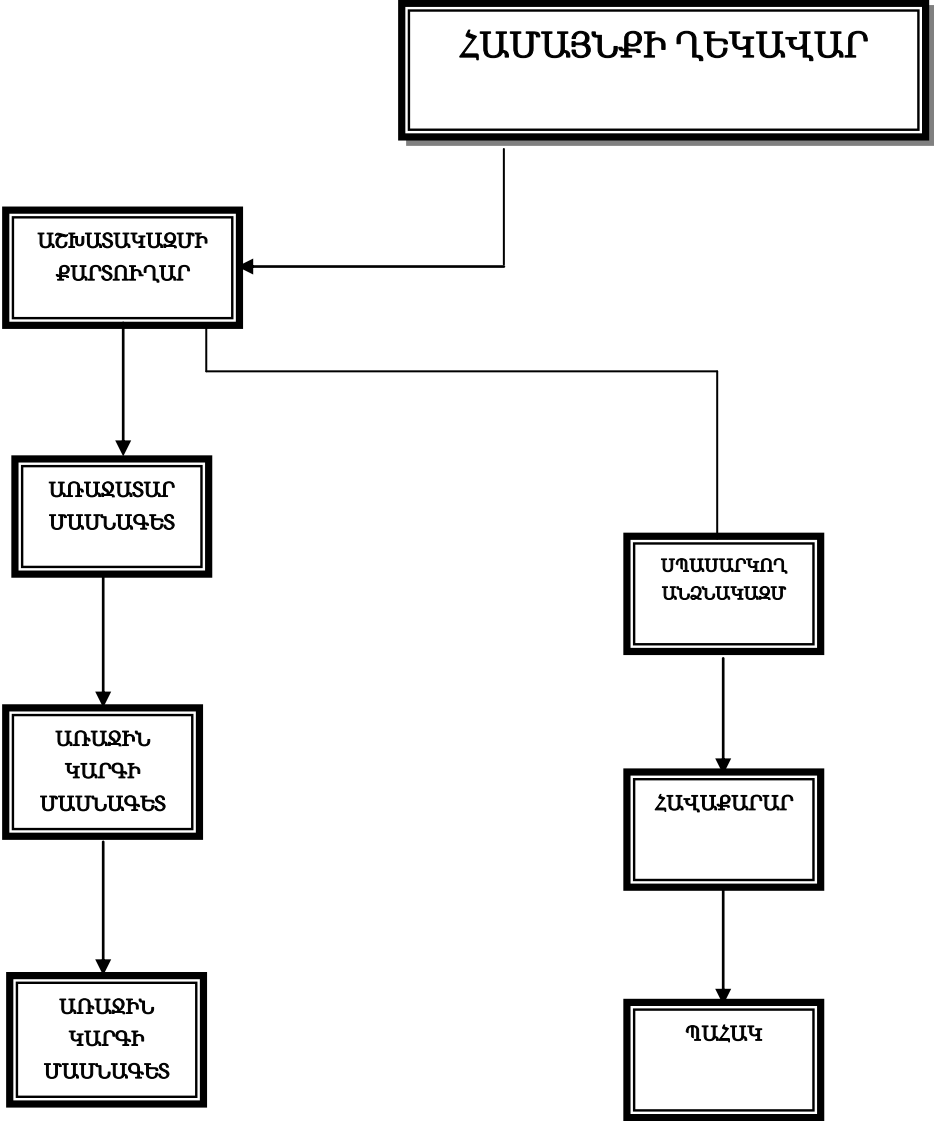 ՀԱՄԱՅՆՔԻ ՂԵԿԱՎԱՐ
ԱՇԽԱՏԱԿԱԶՄԻ
ՔԱՐՏՈՒՂԱՐ
ԱՌԱՋԱՏԱՐ
ՄԱՍՆԱԳԵՏ
ՍՊԱՍԱՐԿՈՂ
ԱՆՁՆԱԿԱԶՄ
ԱՌԱՋԻՆ
ԿԱՐԳԻ
ՄԱՍՆԱԳԵՏ
ՀԱՎԱՔԱՐԱՐ
ԱՌԱՋԻՆ
ԿԱՐԳԻ
ՄԱՍՆԱԳԵՏ
ՊԱՀԱԿ